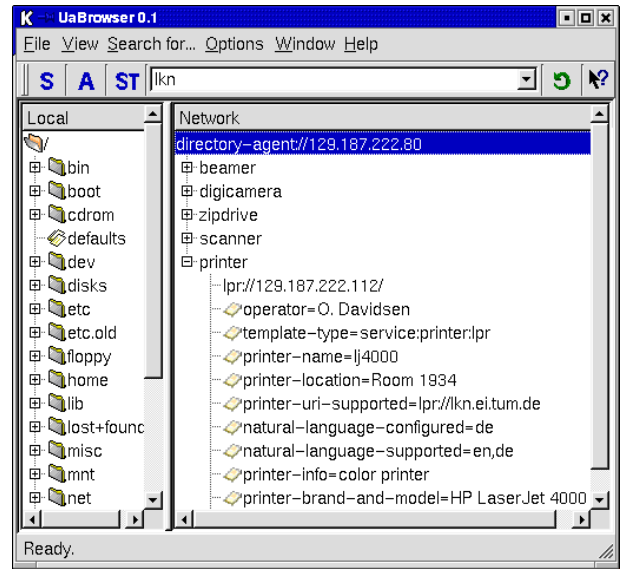 UaBrowser 0.1
File View Search for... Options Window Help
S A ST lkn
Local
/
bin
boot
cdrom
defaults
dev
disks
etc
etc.old
floppy
home
lib
lost+found
misc
mnt
net
Network
directory-agent://129.187.222.80
beamer
digicamera
zipdrive
scanner
printer
lpr://129.187.222.112/
operator=O. Davidsen
template-type=service:printer:lpr
printer-name=lj4000
printer-location=Room 1934
printer-uri-supported=lpr://lkn.ei.tum.de
natural-language-configured=de
natural-language-supported=en,de
printer-info=color printer
printer-brand-and-model=HP LaserJet 4000
Ready.